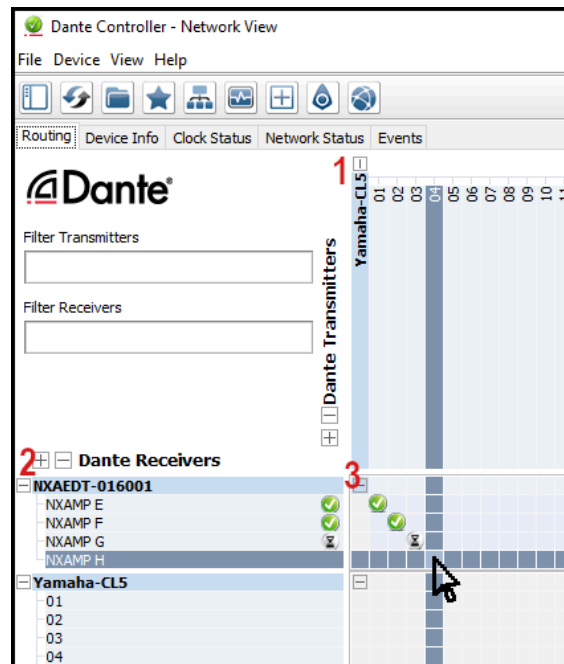 Dante Controller - Network View
File Device View Help
Routing Device Info Clock Status Network Status Events
Dante®
Filter Transmitters
Filter Receivers
Dante Transmitters
1
Yamaha-CL5
01 02 03 04 05 06 07 08 09 10 11
2
Dante Receivers
3
NXAEDT-016001
NXAMP E
NXAMP F
NXAMP G
NXAMP H
Yamaha-CL5
01
02
03
04